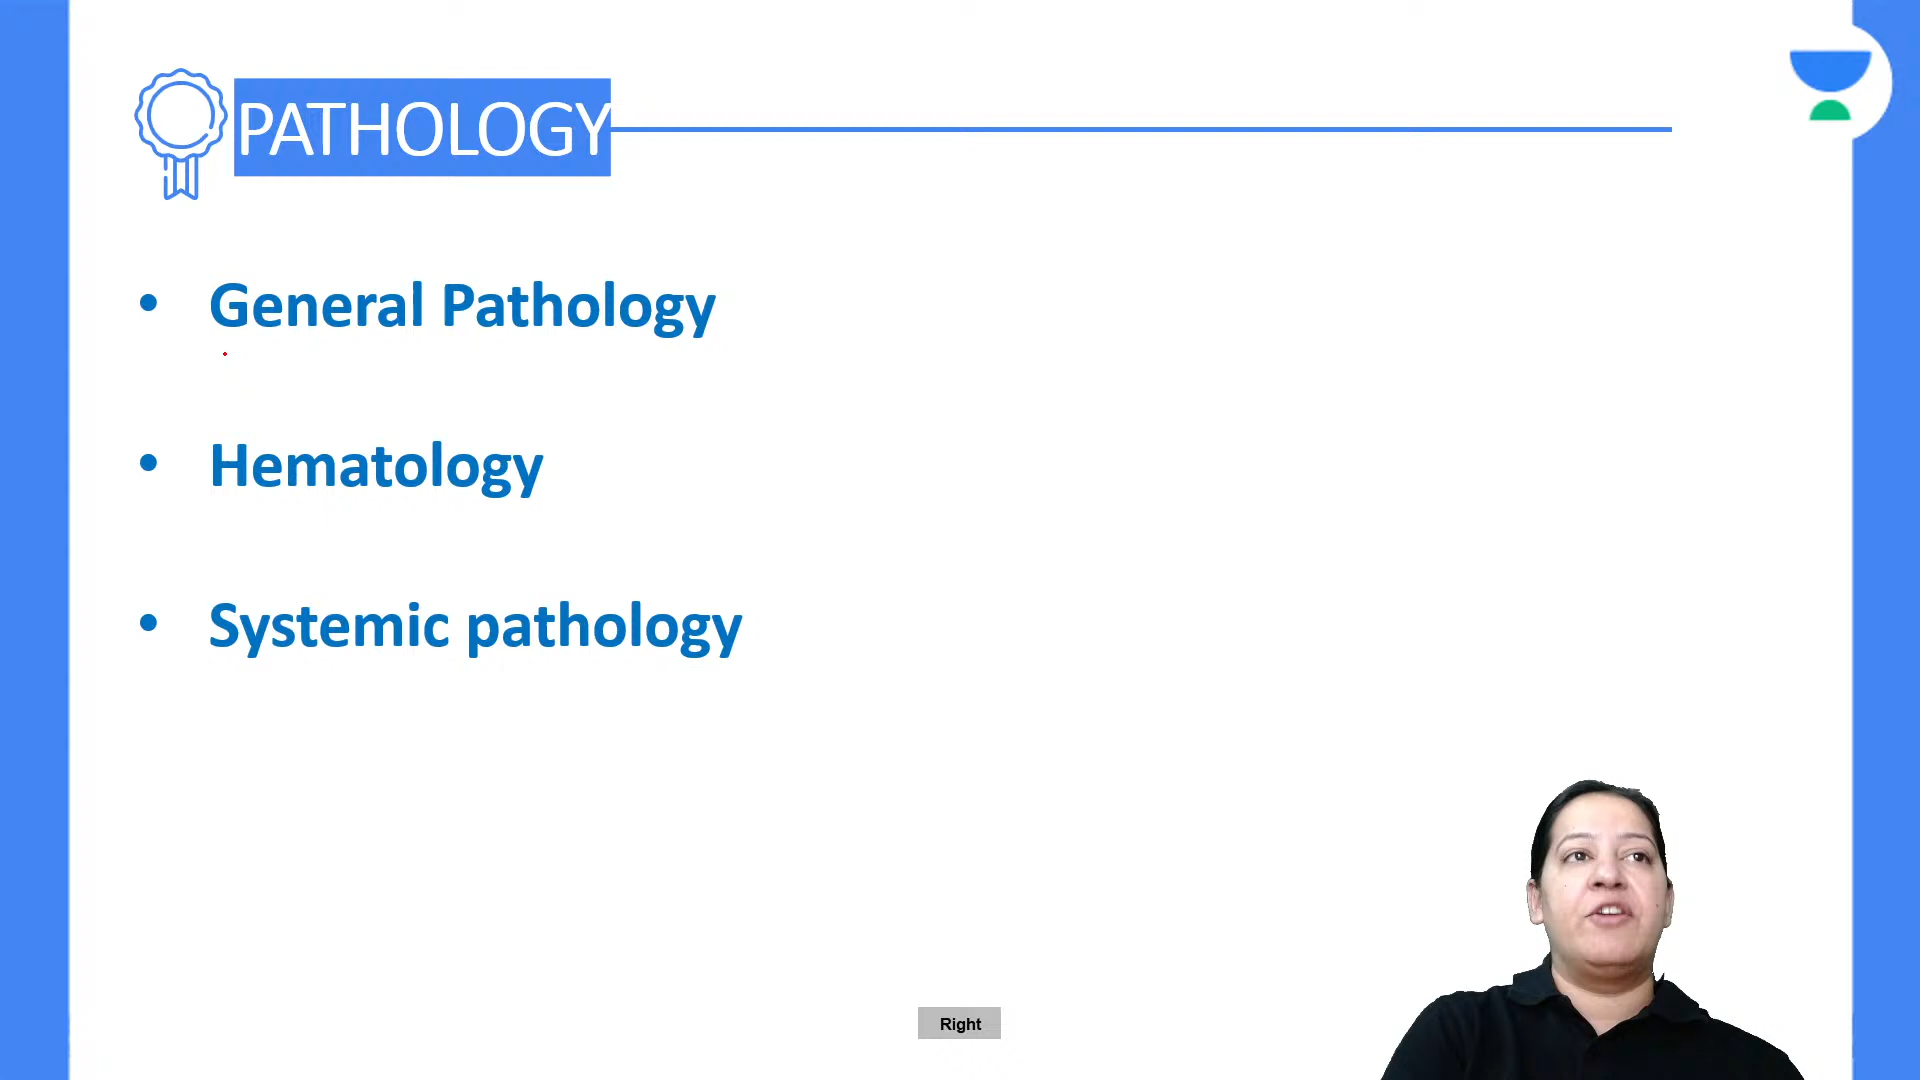 PATHOLOGY
• General Pathology
• Hematology
• Systemic pathology
Right